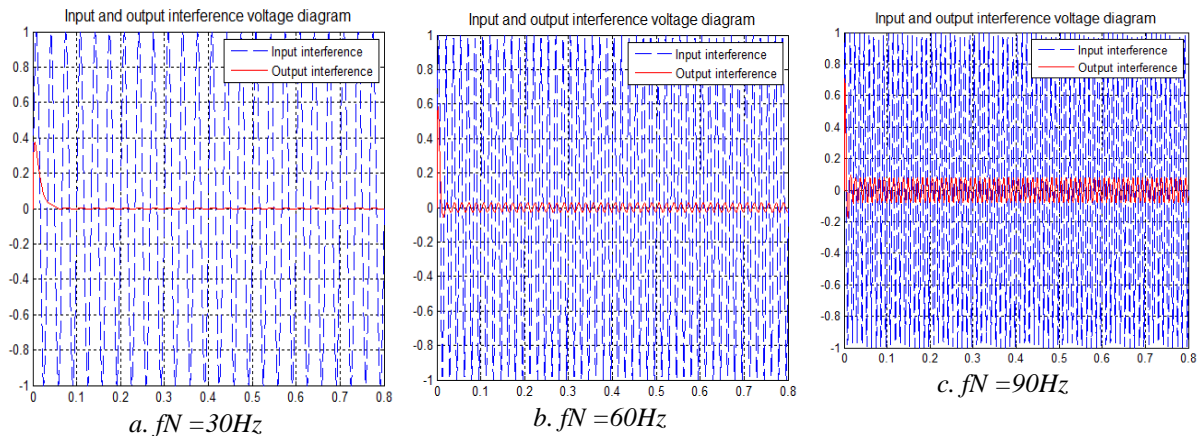 Input and output interference voltage diagram
Input interference
Output interference
1
0.8
0.6
0.4
0.2
0
-0.2
-0.4
-0.6
-0.8
-1
0 0.1 0.2 0.3 0.4 0.5 0.6 0.7 0.8
a. fN =30Hz
Input and output interference voltage diagram
Input interference
Output interference
1
0.8
0.6
0.4
0.2
0
-0.2
-0.4
-0.6
-0.8
-1
0 0.1 0.2 0.3 0.4 0.5 0.6 0.7 0.8
b. fN =60Hz
Input and output interference voltage diagram
Input interference
Output interference
1
0.8
0.6
0.4
0.2
0
-0.2
-0.4
-0.6
-0.8
-1
0 0.1 0.2 0.3 0.4 0.5 0.6 0.7 0.8
c. fN =90Hz